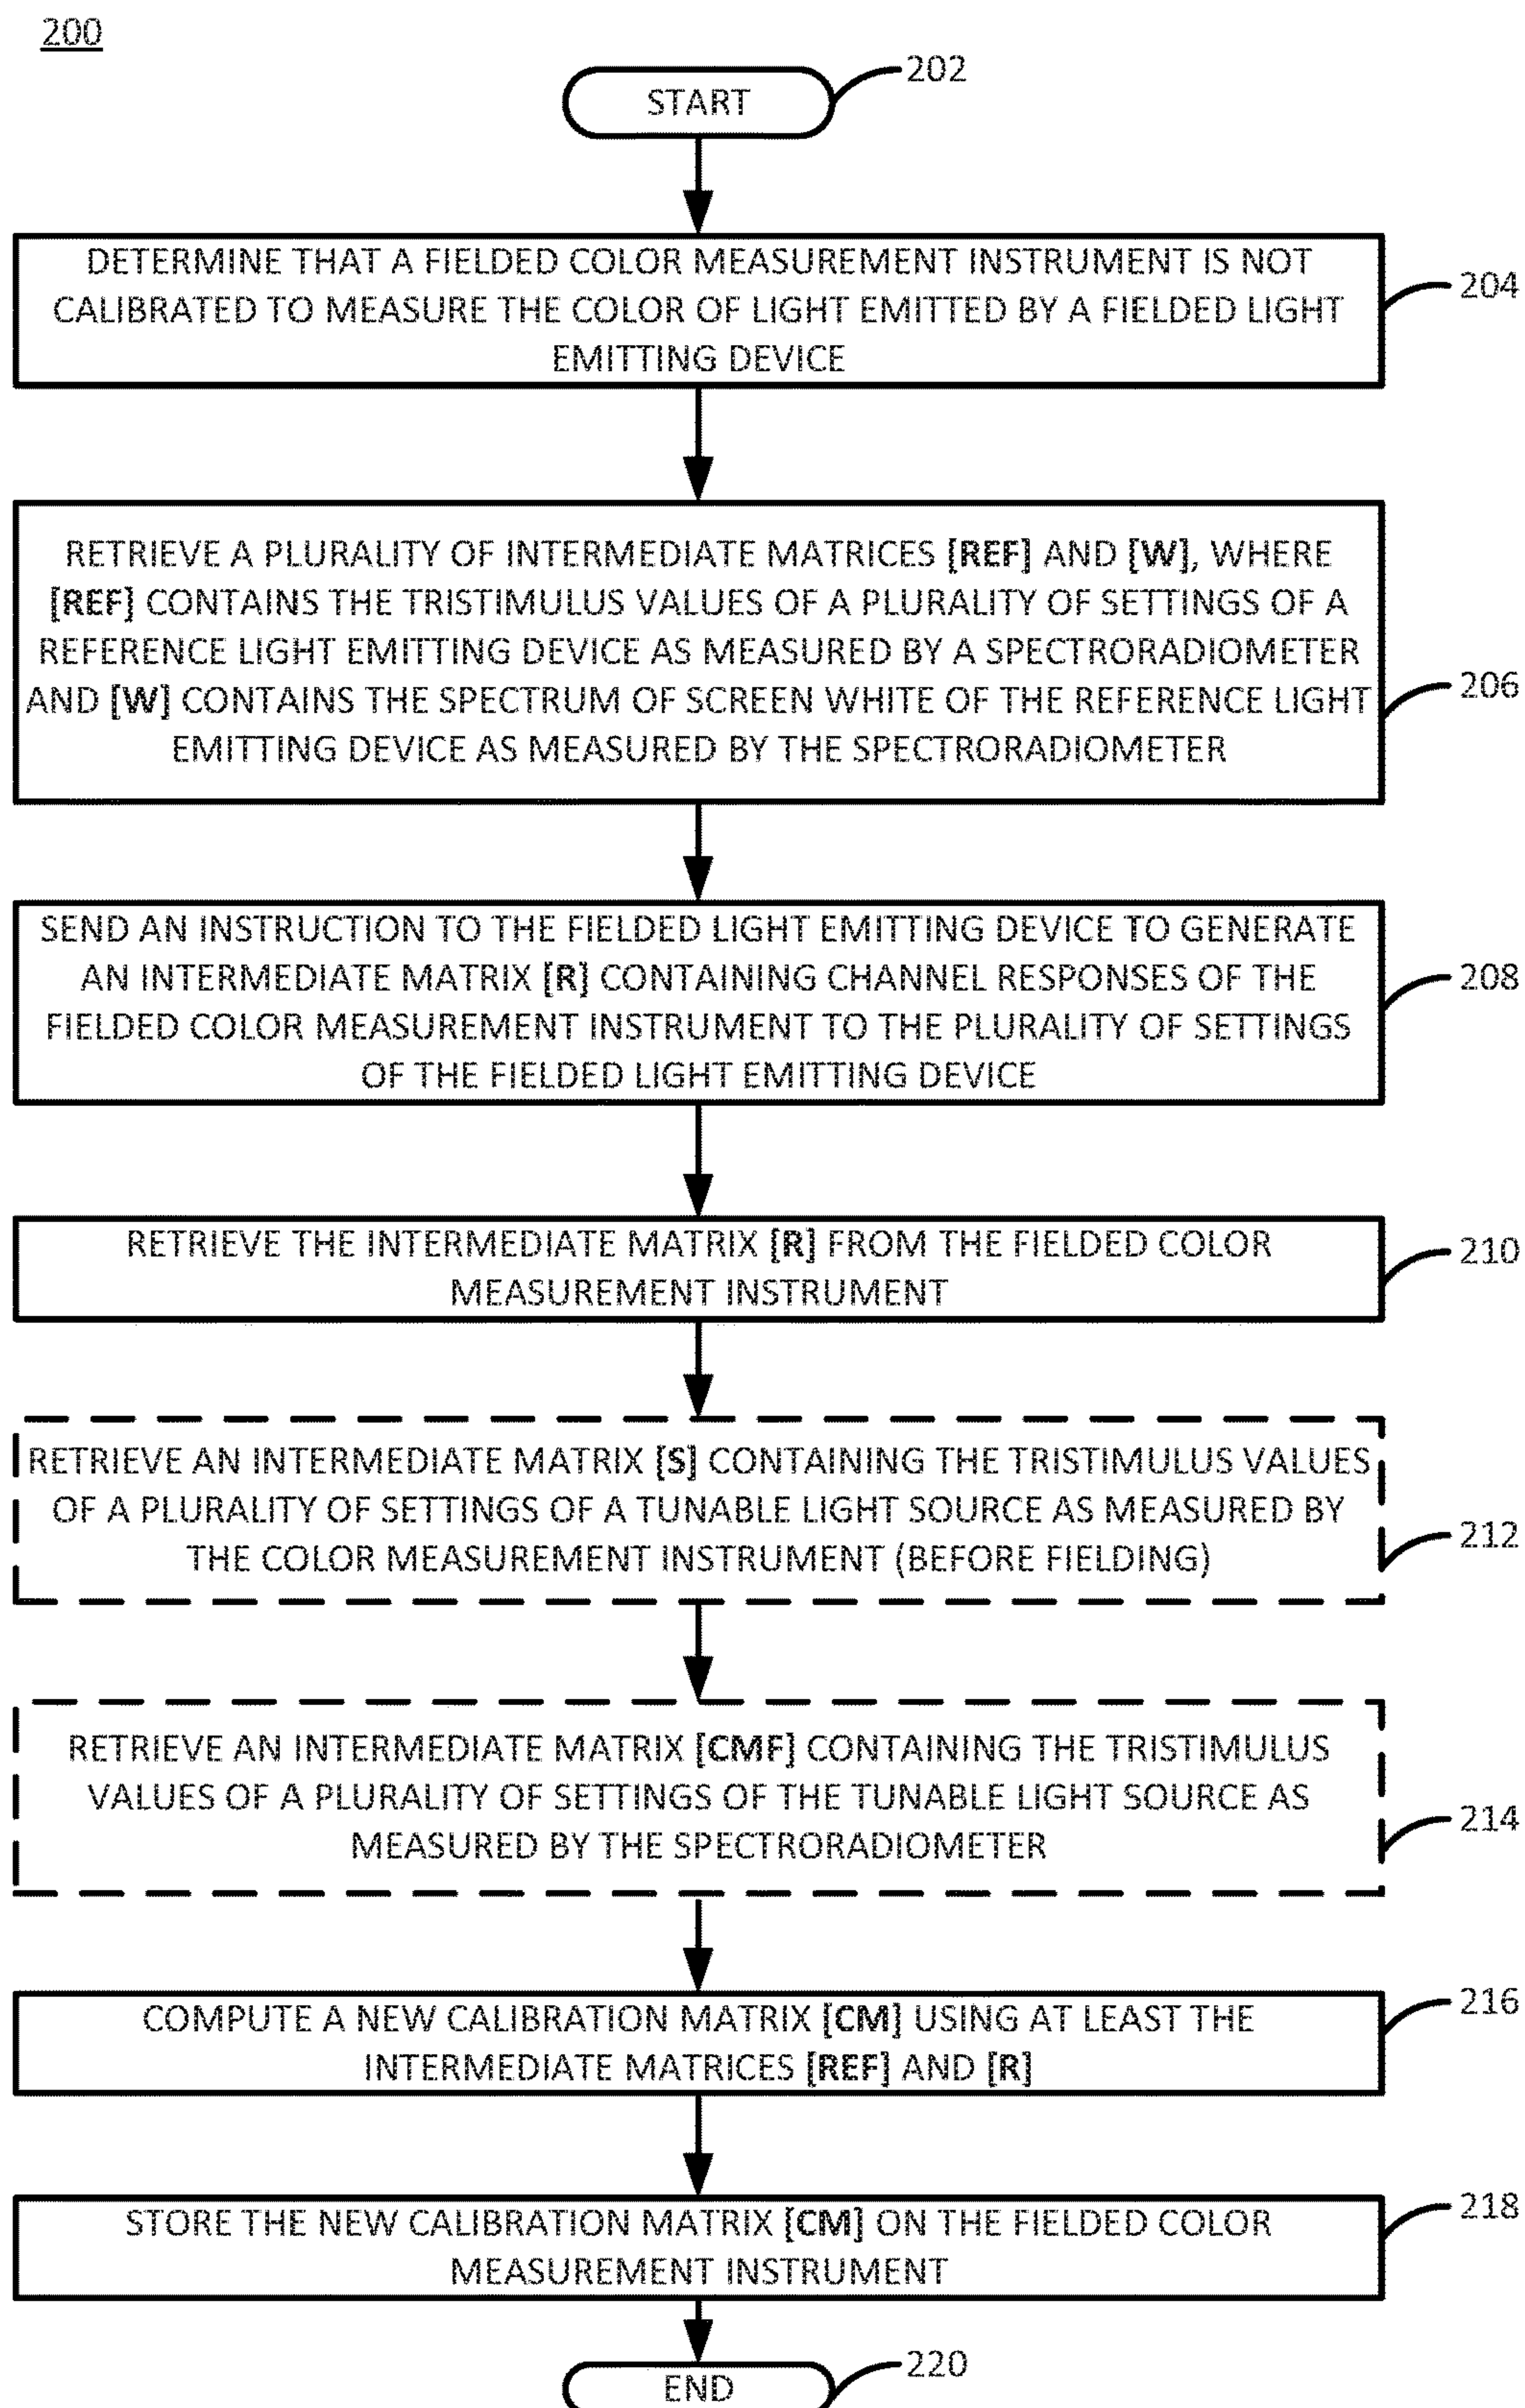 200
START
202
DETERMINE THAT A FIELDED COLOR MEASUREMENT INSTRUMENT IS NOT
CALIBRATED TO MEASURE THE COLOR OF LIGHT EMITTED BY A FIELDED LIGHT
EMITTING DEVICE
204
RETRIEVE A PLURALITY OF INTERMEDIATE MATRICES [REF] AND [W], WHERE
[REF] CONTAINS THE TRISTIMULUS VALUES OF A PLURALITY OF SETTINGS OF A
REFERENCE LIGHT EMITTING DEVICE AS MEASURED BY A SPECTRORADIOMETER
AND [W] CONTAINS THE SPECTRUM OF SCREEN WHITE OF THE REFERENCE LIGHT
EMITTING DEVICE AS MEASURED BY THE SPECTRORADIOMETER
206
SEND AN INSTRUCTION TO THE FIELDED LIGHT EMITTING DEVICE TO GENERATE
AN INTERMEDIATE MATRIX [R] CONTAINING CHANNEL RESPONSES OF THE
FIELDED COLOR MEASUREMENT INSTRUMENT TO THE PLURALITY OF SETTINGS
OF THE FIELDED LIGHT EMITTING DEVICE
208
RETRIEVE THE INTERMEDIATE MATRIX [R] FROM THE FIELDED COLOR
MEASUREMENT INSTRUMENT
210
RETRIEVE AN INTERMEDIATE MATRIX [S] CONTAINING THE TRISTIMULUS VALUES
OF A PLURALITY OF SETTINGS OF A TUNABLE LIGHT SOURCE AS MEASURED BY
THE COLOR MEASUREMENT INSTRUMENT (BEFORE FIELDING)
212
RETRIEVE AN INTERMEDIATE MATRIX [CMF] CONTAINING THE TRISTIMULUS
VALUES OF A PLURALITY OF SETTINGS OF THE TUNABLE LIGHT SOURCE AS
MEASURED BY THE SPECTRORADIOMETER
214
COMPUTE A NEW CALIBRATION MATRIX [CM] USING AT LEAST THE
INTERMEDIATE MATRICES [REF] AND [R]
216
STORE THE NEW CALIBRATION MATRIX [CM] ON THE FIELDED COLOR
MEASUREMENT INSTRUMENT
218
END
220